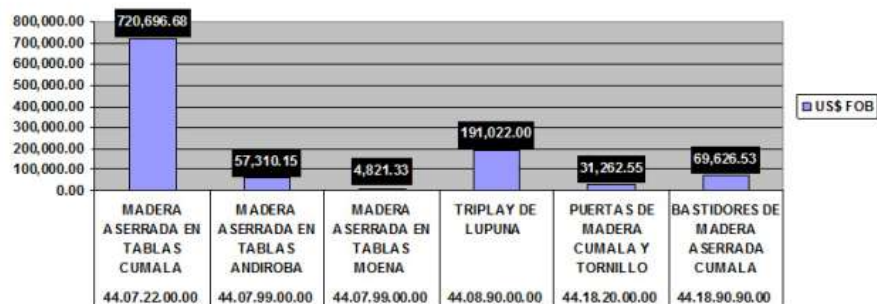 800,000.00
700,000.00
600,000.00
500,000.00
400,000.00
300,000.00
200,000.00
100,000.00
0.00
720,696.68
57,310.15
4,821.33
191,022.00
31,262.55
69,626.53
US$ FOB
MADERA
ASERRADA EN
TABLAS
CUMALA
44.07.22.00.00
MADERA
ASERRADA EN
TABLAS
ANDIROBA
44.07.99.00.00
MADERA
ASERRADA EN
TABLAS
MOENA
44.07.99.00.00
TRIPLAY DE
LUPUNA
44.08.90.00.00
PUERTAS DE
MADERA
CUMALA Y
TORNILLO
44.18.20.00.00
BASTIDORES DE
MADERA
ASERRADA
CUMALA
44.18.90.90.00